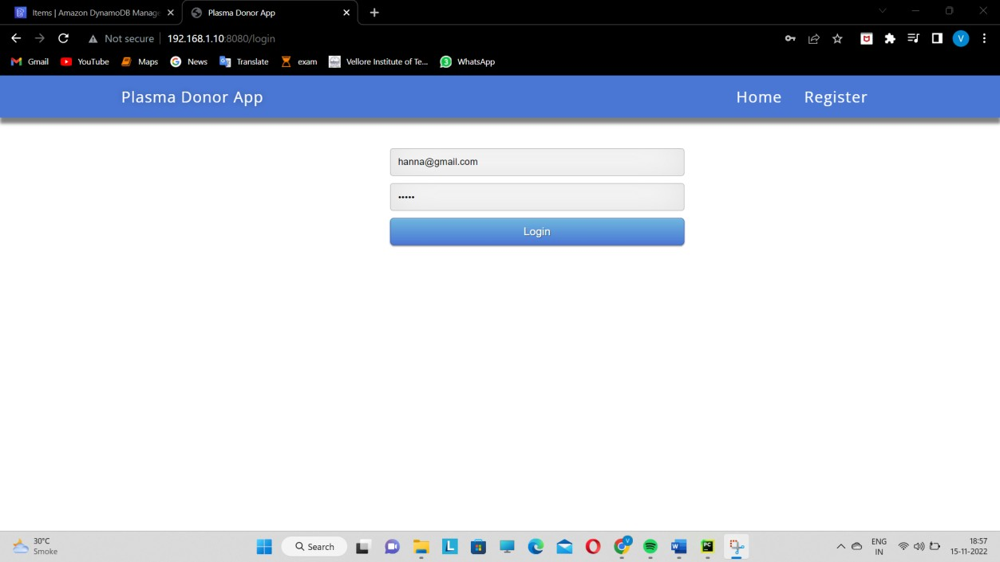 Items | Amazon DynamoDB Manage
Plasma Donor App
Not secure
192.168.1.10:8080/login
V
Gmail
YouTube
Maps
News
Translate
exam
Vellore Institute of Te...
3
WhatsApp
Plasma Donor App
Home
Register
hanna@gmail.com
•••••
Login
30°C
Smoke
Search
L
V
W
PC
ENG
IN
18:57
15-11-2022